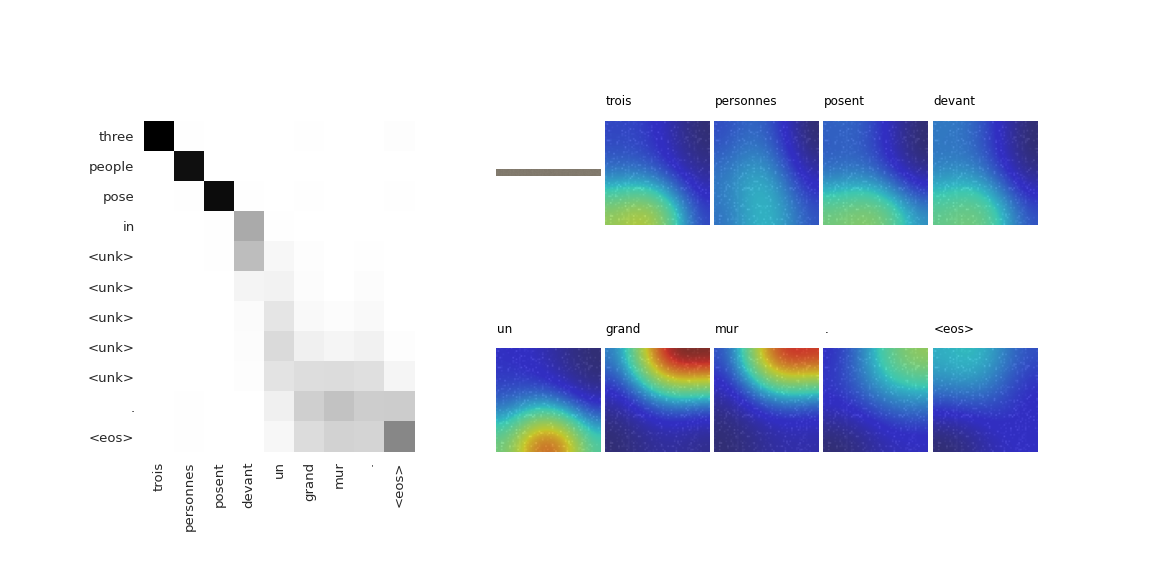 three
people
pose
in
<unk>
<unk>
<unk>
<unk>
<unk>
.
<eos>
trois
personnes
posent
devant
un
grand
mur
.
<eos>
trois personnes posent devant
un grand mur . <eos>